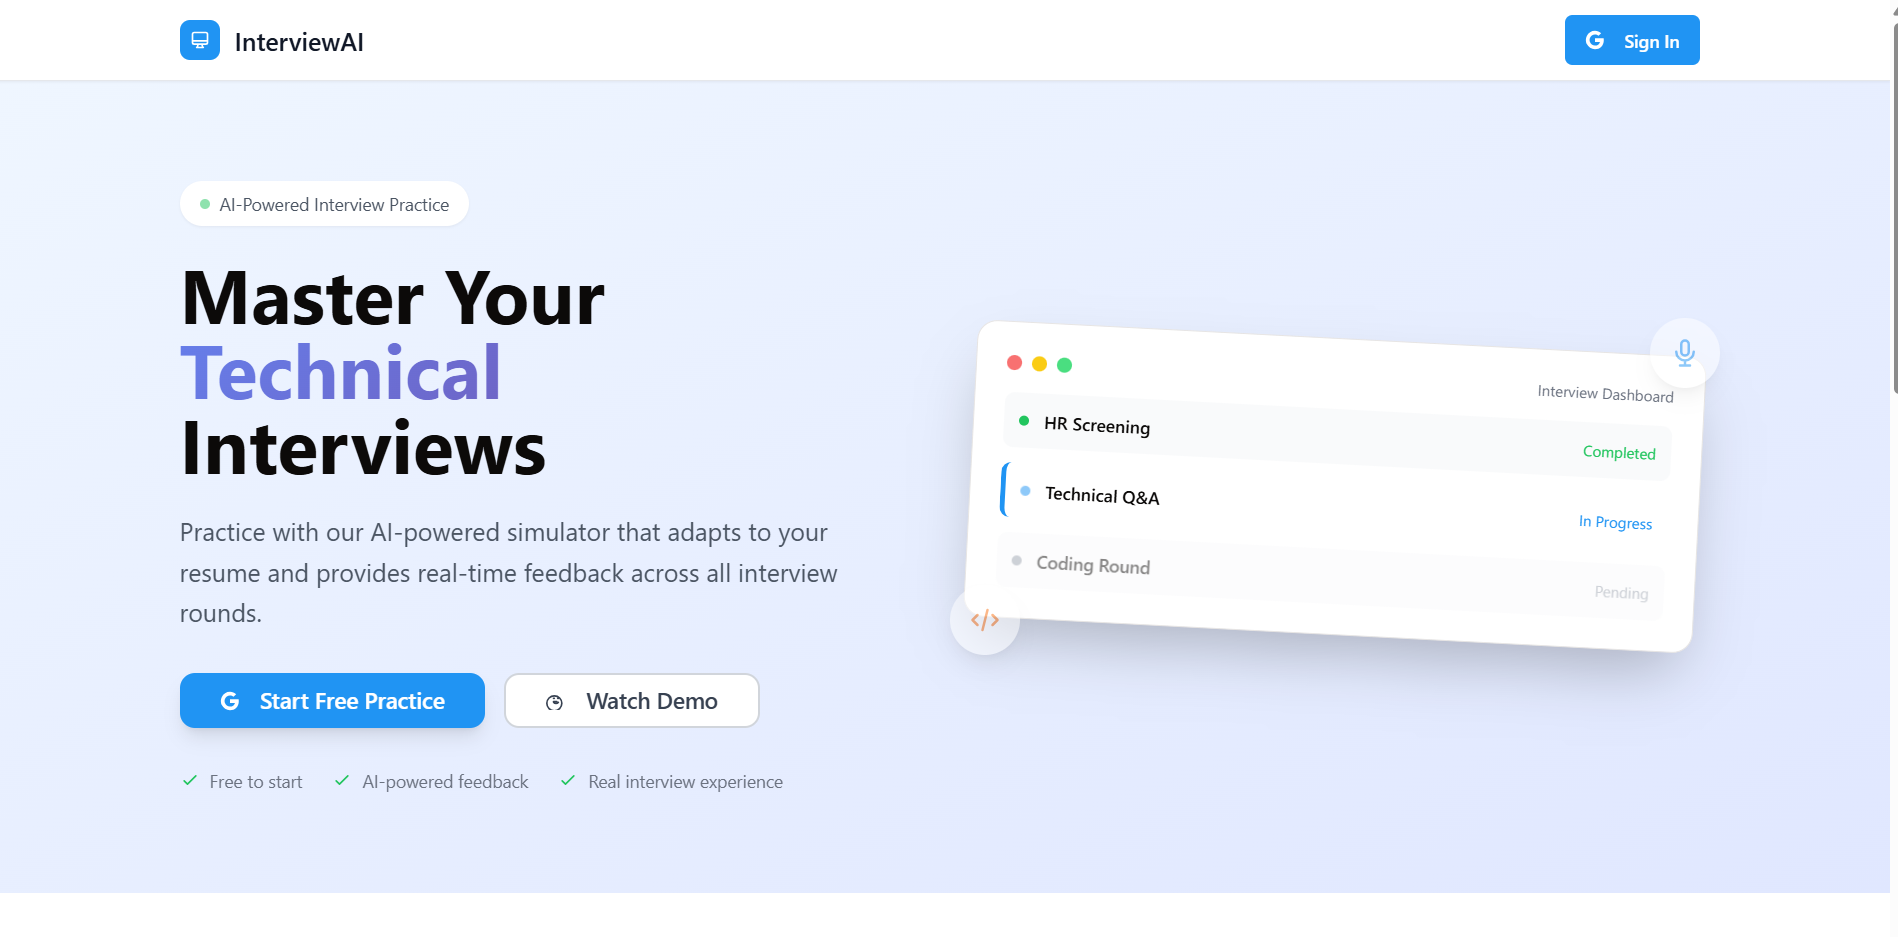 InterviewAI
Sign In
AI-Powered Interview Practice
Master Your
Technical
Interviews
Practice with our AI-powered simulator that adapts to your
resume and provides real-time feedback across all interview
rounds.
Start Free Practice
Watch Demo
Free to start
AI-powered feedback
Real interview experience
Interview Dashboard
HR Screening
Completed
Technical Q&A
In Progress
Coding Round
Pending